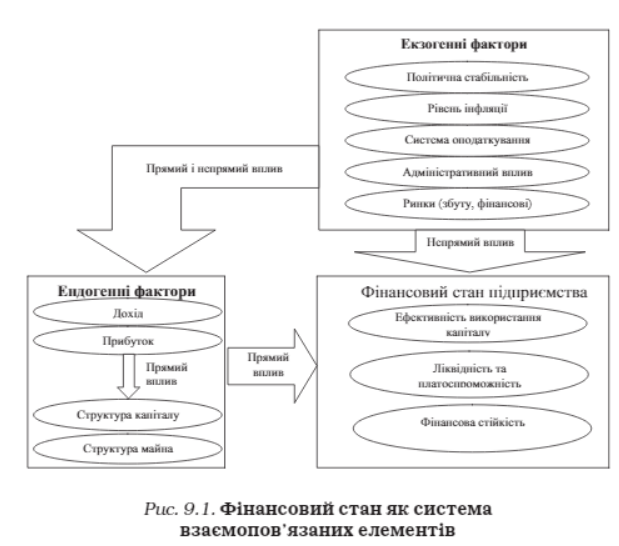 Екзогенні фактори
Політична стабільність
Рівень інфляції
Система оподаткування
Адміністративний вплив
Ринки (збуту, фінансові)
Прямий і непрямий вплив
Непрямий вплив
Ендогенні фактори
Дохід
Прибуток
Прямий
вплив
Структура капіталу
Структура майна
Прямий
вплив
Фінансовий стан підприємства
Ефективність використання
капіталу
Ліквідність та
платоспроможність
Фінансова стійкість
Рис. 9.1. Фінансовий стан як система
взаємопов'язаних елементів